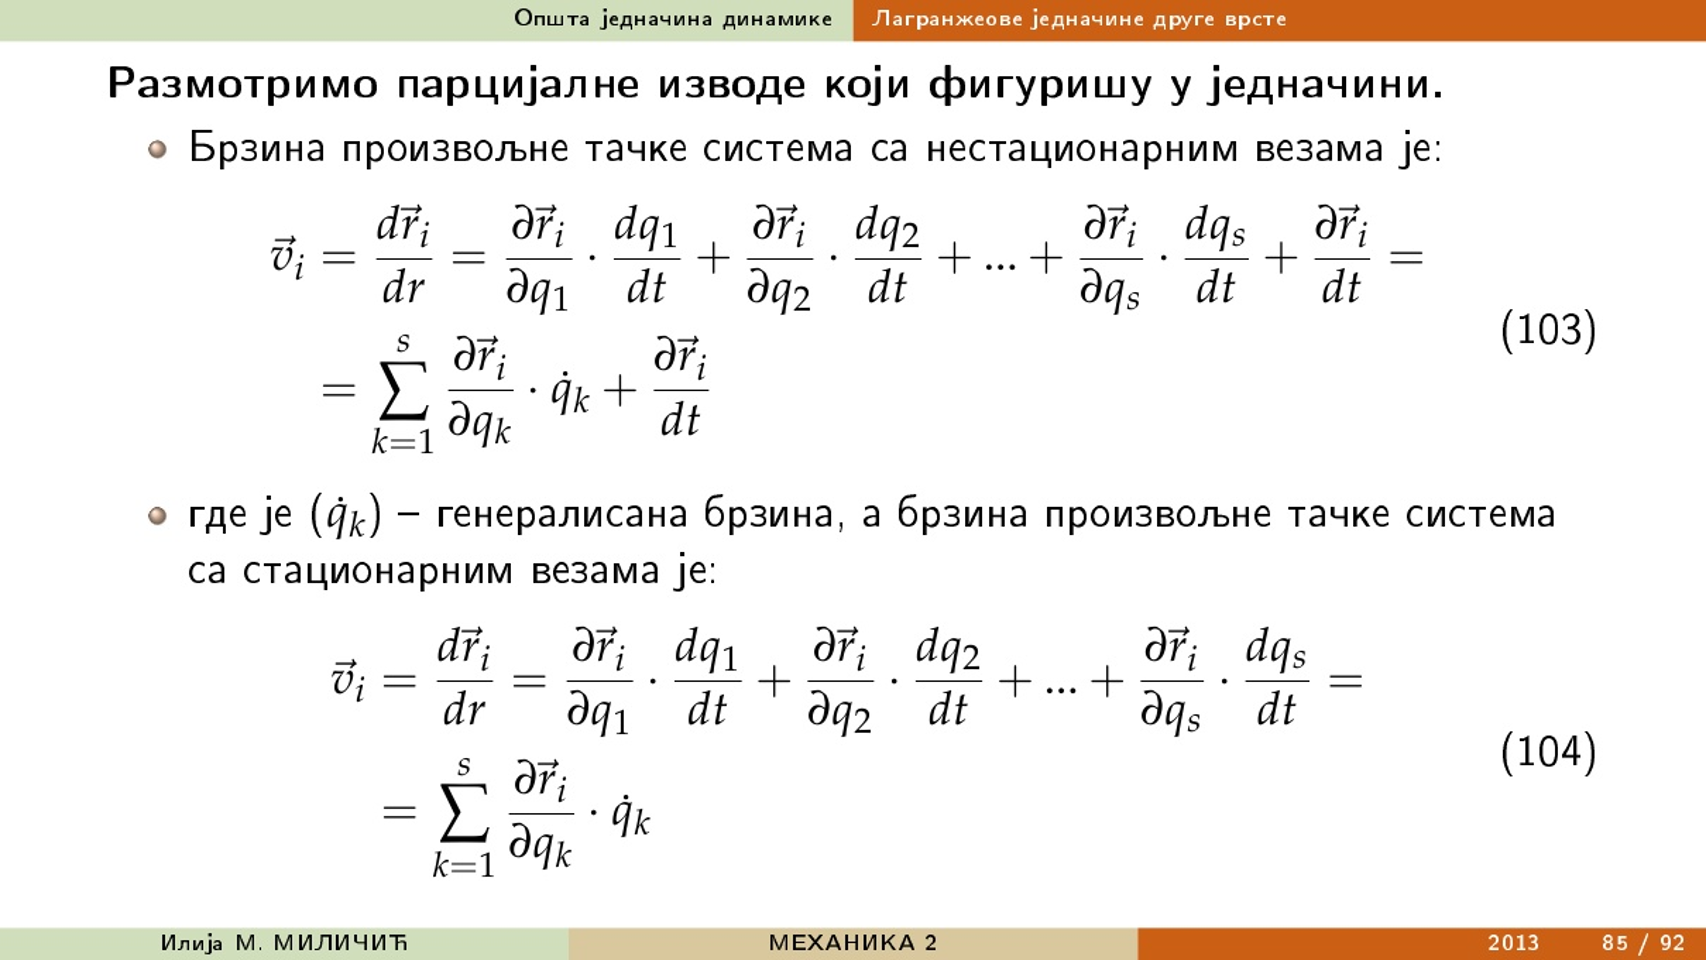 Општа једначина динамике Лагранжеове једначине друге врсте
Размотримо парцијалне изводе који фигуришу у једначини.
Брзина произвољне тачке система са нестационарним везама је:
$\vec{v}_i = \frac{d\vec{r}_i}{dr} = \frac{\partial \vec{r}_i}{\partial q_1} \cdot \frac{dq_1}{dt} + \frac{\partial \vec{r}_i}{\partial q_2} \cdot \frac{dq_2}{dt} + ... + \frac{\partial \vec{r}_i}{\partial q_s} \cdot \frac{dq_s}{dt} + \frac{\partial \vec{r}_i}{dt} =$
$= \sum_{k=1}^{s} \frac{\partial \vec{r}_i}{\partial q_k} \cdot \dot{q}_k + \frac{\partial \vec{r}_i}{dt}$ (103)
где је $(\dot{q}_k)$ – генералисана брзина, а брзина произвољне тачке система
са стационарним везама је:
$\vec{v}_i = \frac{d\vec{r}_i}{dr} = \frac{\partial \vec{r}_i}{\partial q_1} \cdot \frac{dq_1}{dt} + \frac{\partial \vec{r}_i}{\partial q_2} \cdot \frac{dq_2}{dt} + ... + \frac{\partial \vec{r}_i}{\partial q_s} \cdot \frac{dq_s}{dt} =$
$= \sum_{k=1}^{s} \frac{\partial \vec{r}_i}{\partial q_k} \cdot \dot{q}_k$ (104)
Илија М. МИЛИЧИЋ МЕХАНИКА 2 2013 85 / 92